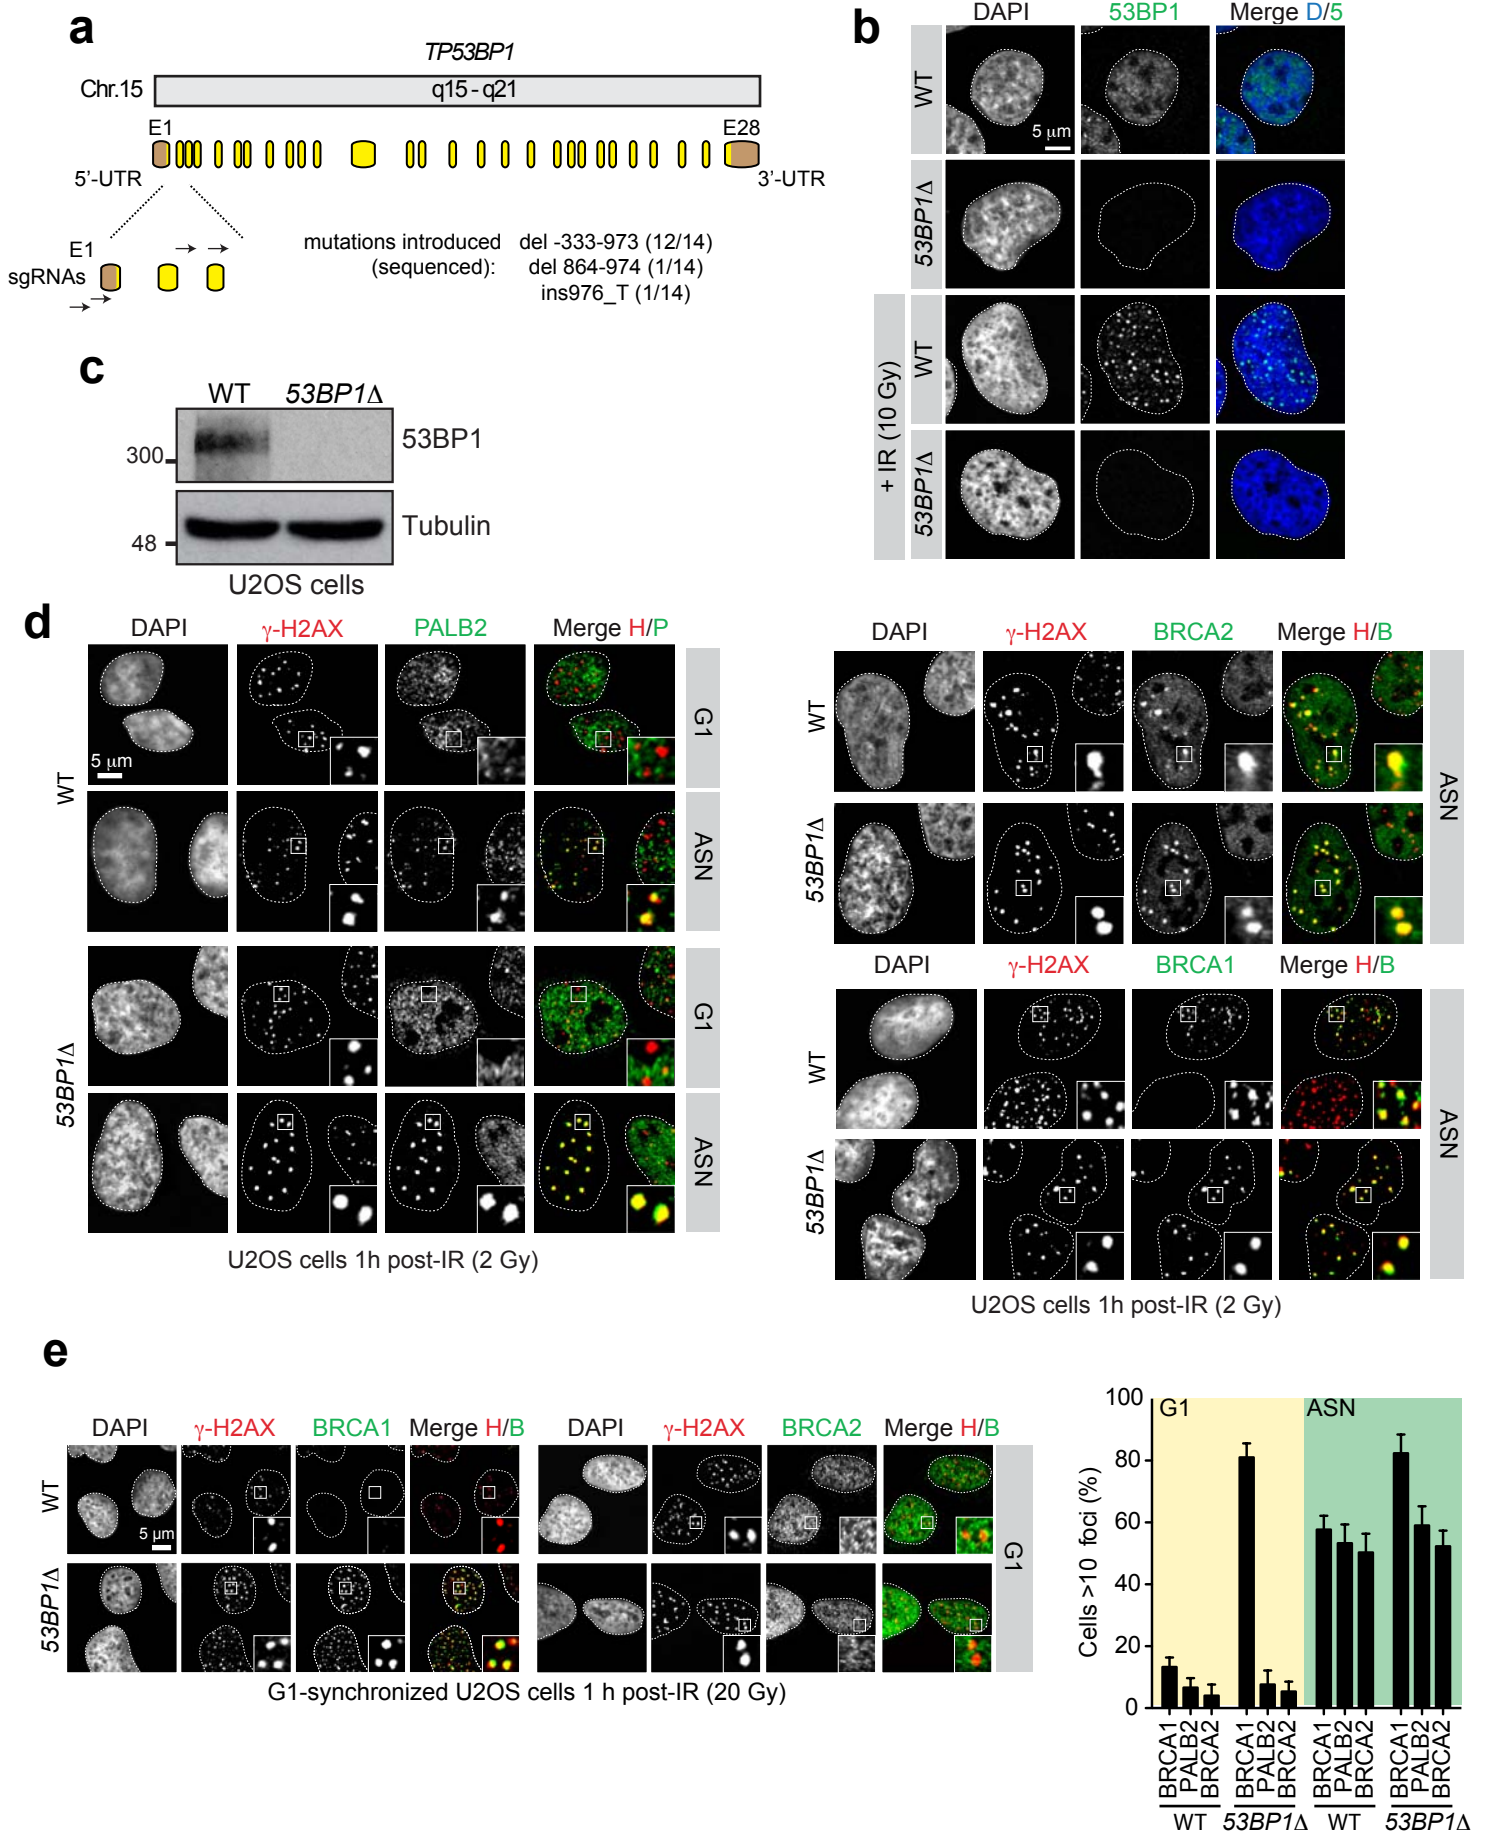 a
TP53BP1
Chr.15
q15 - q21
E1
E28
5'-UTR
3'-UTR
E1
sgRNAs
mutations introduced
(sequenced):
del -333-973 (12/14)
del 864-974 (1/14)
ins976_T (1/14)
b
DAPI
53BP1
Merge D/5
WT
5 μm
53BP1Δ
+ IR (10 Gy)
WT
53BP1Δ
c
WT
53BP1Δ
300
53BP1
48
Tubulin
U2OS cells
d
DAPI
γ-H2AX
PALB2
Merge H/P
WT
5 μm
G1
ASN
53BP1Δ
G1
ASN
U2OS cells 1h post-IR (2 Gy)
DAPI
γ-H2AX
BRCA2
Merge H/B
WT
53BP1Δ
ASN
DAPI
γ-H2AX
BRCA1
Merge H/B
WT
53BP1Δ
ASN
U2OS cells 1h post-IR (2 Gy)
e
DAPI
γ-H2AX
BRCA1
Merge H/B
DAPI
γ-H2AX
BRCA2
Merge H/B
WT
5 μm
53BP1Δ
G1
G1-synchronized U2OS cells 1 h post-IR (20 Gy)
Cells >10 foci (%)
100
80
60
40
20
0
G1
ASN
BRCA1
PALB2
BRCA2
BRCA1
PALB2
BRCA2
BRCA1
PALB2
BRCA2
BRCA1
PALB2
BRCA2
WT
53BP1Δ
WT
53BP1Δ